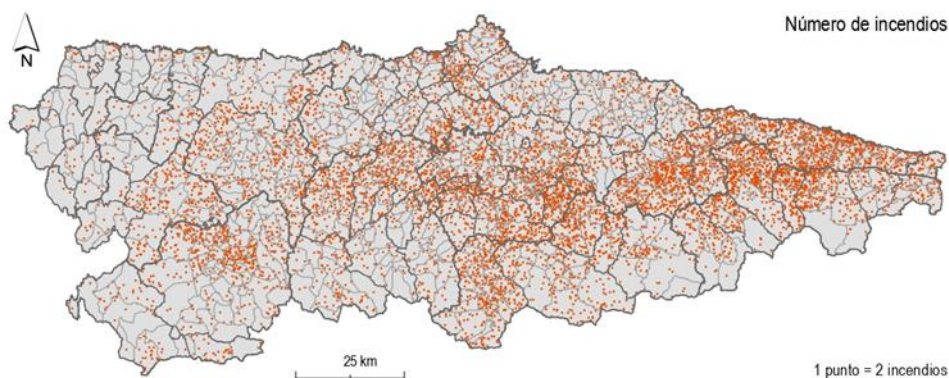 Número de incendios
N
25 km
1 punto = 2 incendios